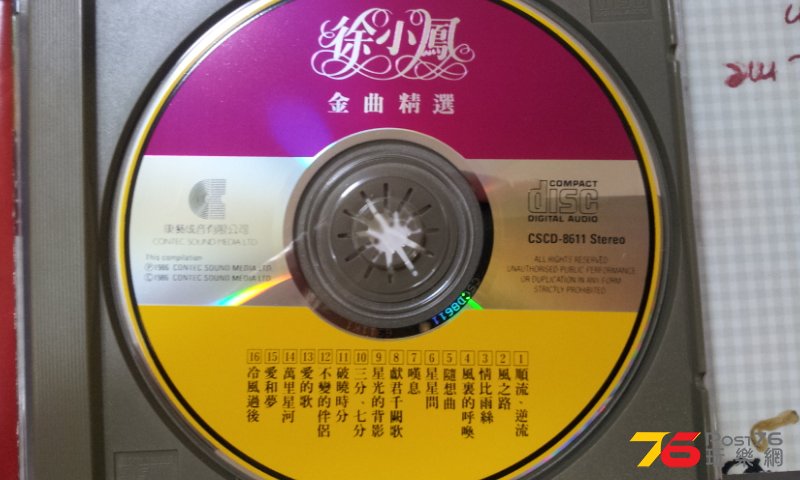 徐小鳳
金曲精選
康藝成音有限公司
CONTEC SOUND MEDIA LTD.
This compilation
Ⓟ1986 CONTEC SOUND MEDIA LTD.
©1986 CONTEC SOUND MEDIA LTD.
COMPACT
disc
DIGITAL AUDIO
CSCD-8611 Stereo
ALL RIGHTS RESERVED
UNAUTHORISED PUBLIC PERFORMANCE
OR DUPLICATION IN ANY FORM
STRICTLY PROHIBITED.
1 順流、逆流
2 風之路
3 情比雨絲
4 風裏的呼喚
5 隨想曲
6 星星問
7 嘆息
8 獻君千闕歌
9 星光的背影
10 三分、七分
11 破曉時分
12 不變的伴侶
13 愛的歌
14 萬里星河
15 愛和夢
16 冷風過後
76
Post76
玩樂網